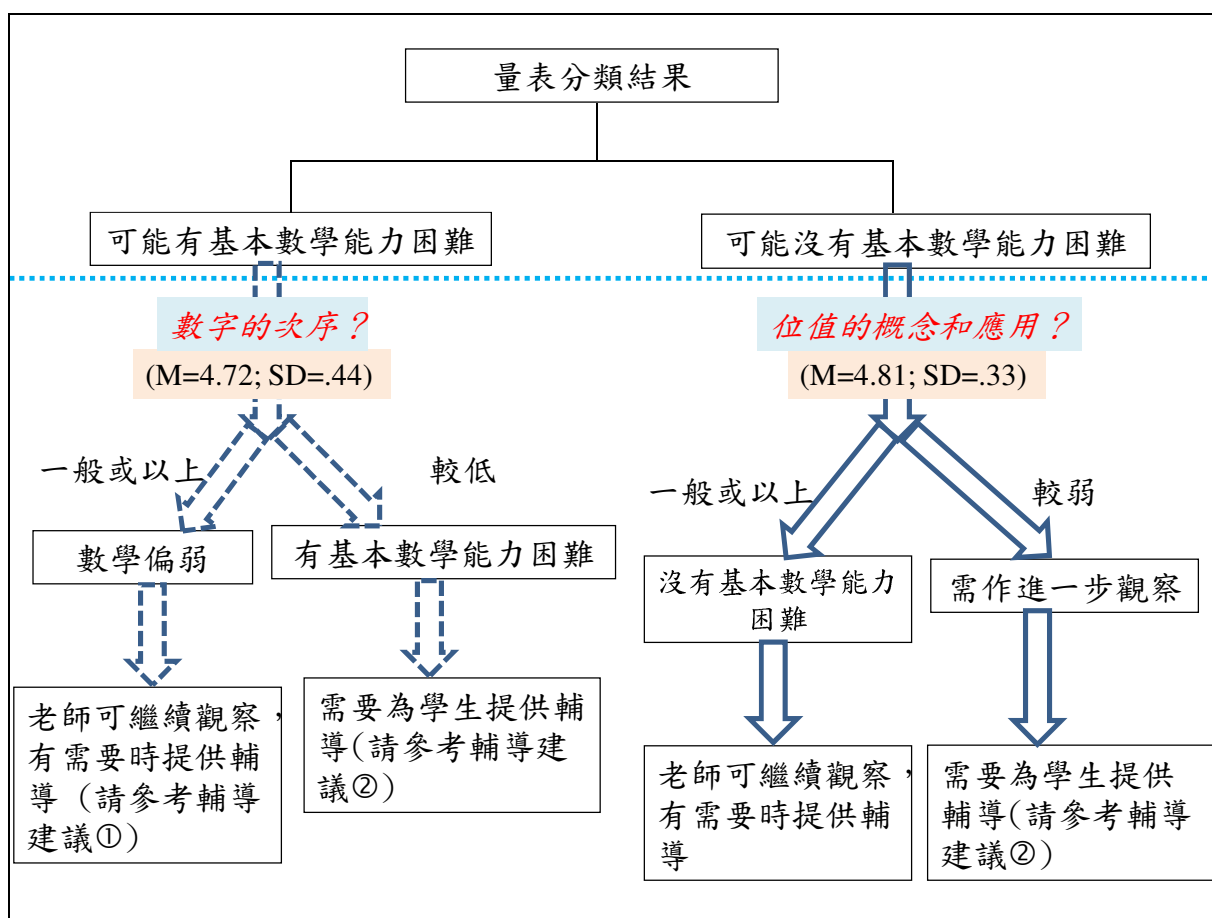 量表分類結果
可能有基本數學能力困難
可能沒有基本數學能力困難
數字的次序？
(M=4.72; SD=.44)
位值的概念和應用？
(M=4.81; SD=.33)
一般或以上
較低
一般或以上
較弱
數學偏弱
有基本數學能力困難
沒有基本數學能力
困難
需作進一步觀察
老師可繼續觀察，
有需要時提供輔
導（請參考輔導
建議①）
需要為學生提供輔
導(請參考輔導建
議②）
老師可繼續觀察，
有需要時提供輔
導
需要為學生提供
輔導(請參考輔導
建議②）